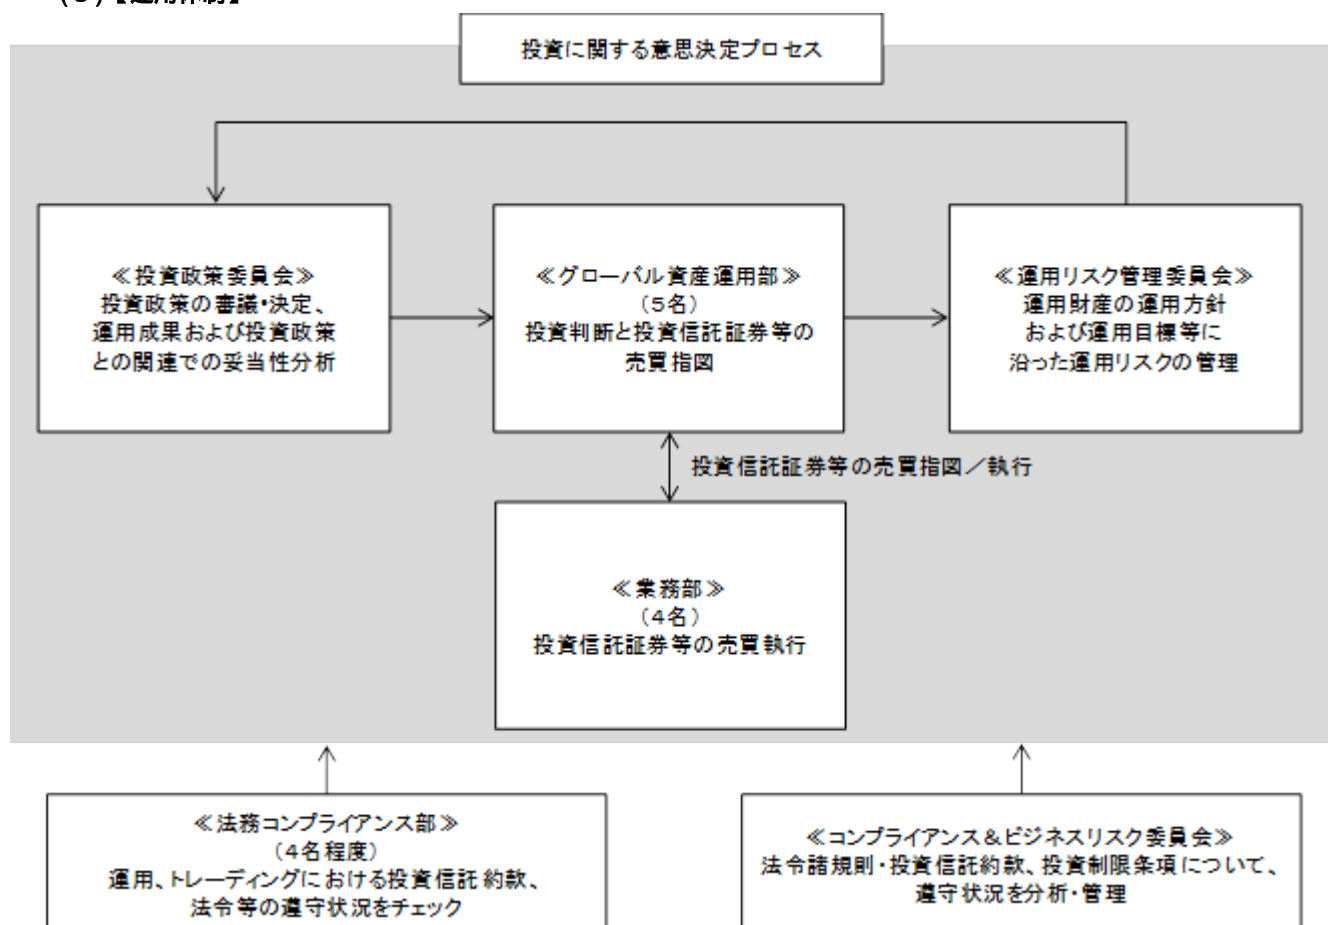 (3)【運用体制】
投資に関する意思決定プロセス
≪投資政策委員会≫
投資政策の審議・決定、
運用成果および投資政策
との関連での妥当性分析
≪グローバル資産運用部≫
(5名)
投資判断と投資信託証券等の
売買指図
≪運用リスク管理委員会≫
運用財産の運用方針
および運用目標等に
沿った運用リスクの管理
投資信託証券等の売買指図／執行
≪業務部≫
(4名)
投資信託証券等の売買執行
≪法務コンプライアンス部≫
(4名程度)
運用、トレーディングにおける投資信託約款、
法令等の遵守状況をチェック
≪コンプライアンス＆ビジネスリスク委員会≫
法令諸規則・投資信託約款、投資制限条項について、
遵守状況を分析・管理